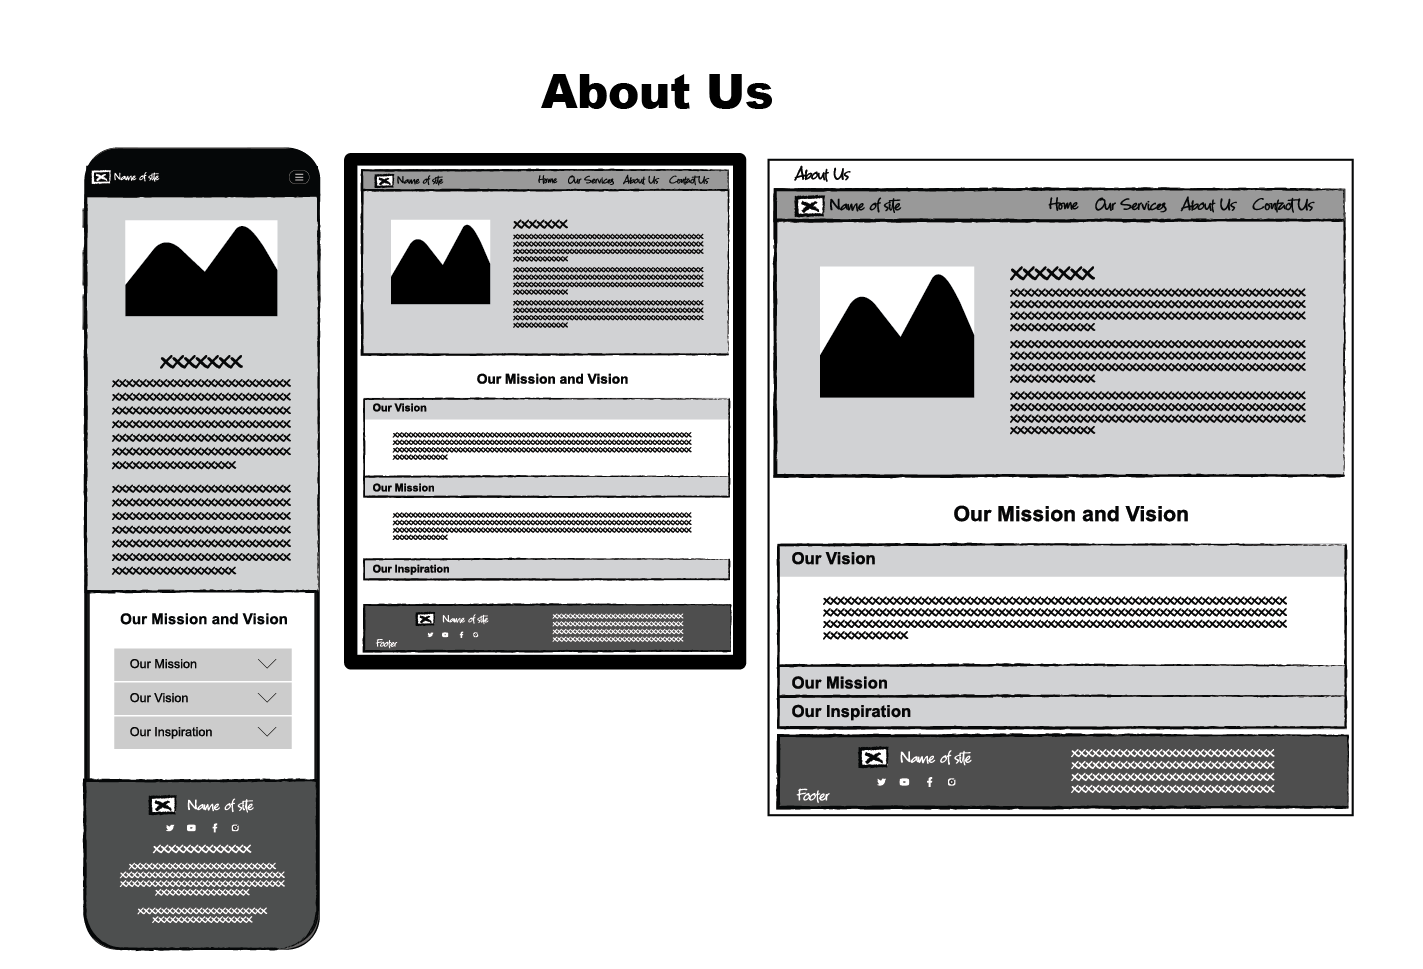 About Us
Name of site
XXXXXXX
Our Mission and Vision
Our Mission
Our Vision
Our Inspiration
Name of site
Name of site
Home Our Services About Us Contact Us
XXXXXXX
Our Mission and Vision
Our Vision
Our Mission
Our Inspiration
Name of site
Footer
About Us
Name of site
Home Our Services About Us Contact Us
XXXXXXX
Our Mission and Vision
Our Vision
Our Mission
Our Inspiration
Name of site
Footer